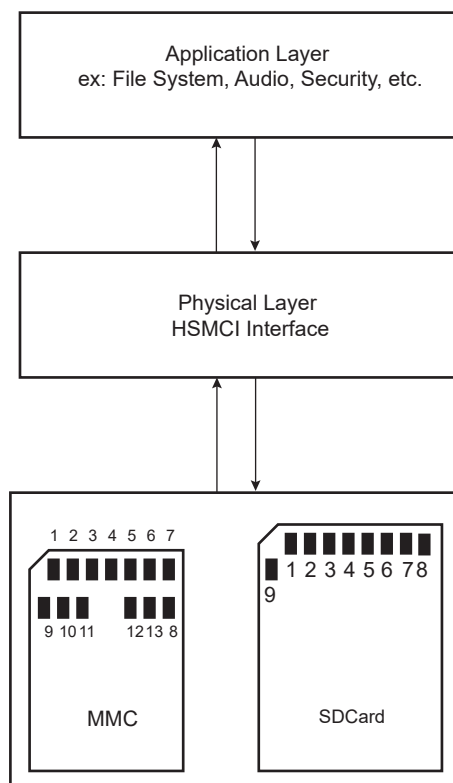 Application Layer
ex: File System, Audio, Security, etc.
Physical Layer
HSMCI Interface
1 2 3 4 5 6 7
9 10 11 12 13 8
MMC
1 2 3 4 5 6 7 8
9
SDCard